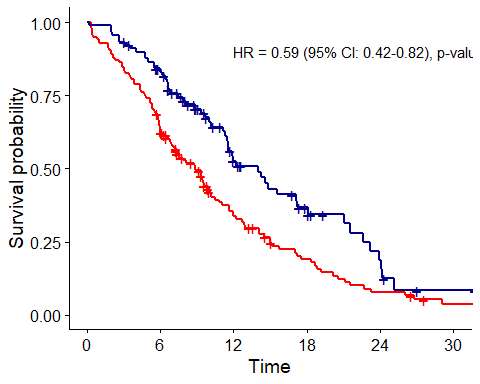 Survival probability
1.00
0.75
0.50
0.25
0.00
HR = 0.59 (95% CI: 0.42-0.82), p-valu
0 6 12 18 24 30
Time